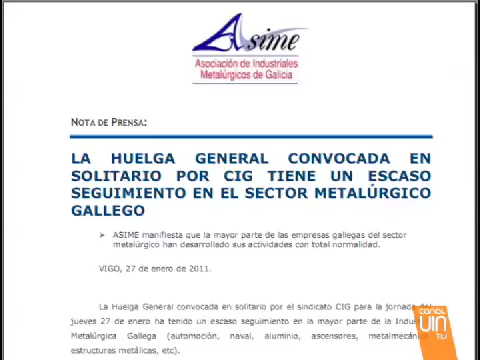 Asime
Asociación de Industriales
Metalúrgicos de Galicia
NOTA DE PRENSA:
LA HUELGA GENERAL CONVOCADA EN
SOLITARIO POR CIG TIENE UN ESCASO
SEGUIMIENTO EN EL SECTOR METALÚRGICO
GALLEGO
➤ ASIME manifiesta que la mayor parte de las empresas gallegas del sector
metalúrgico han desarrollado sus actividades con total normalidad.
VIGO, 27 de enero de 2011.
La Huelga General convocada en solitario por el sindicato CIG para la jornada del
jueves 27 de enero ha tenido un escaso seguimiento en la mayor parte de la
Metalúrgica Gallega (automoción, naval, aluminio, ascensores,
estructuras metálicas, etc).
canal
UIN
TV